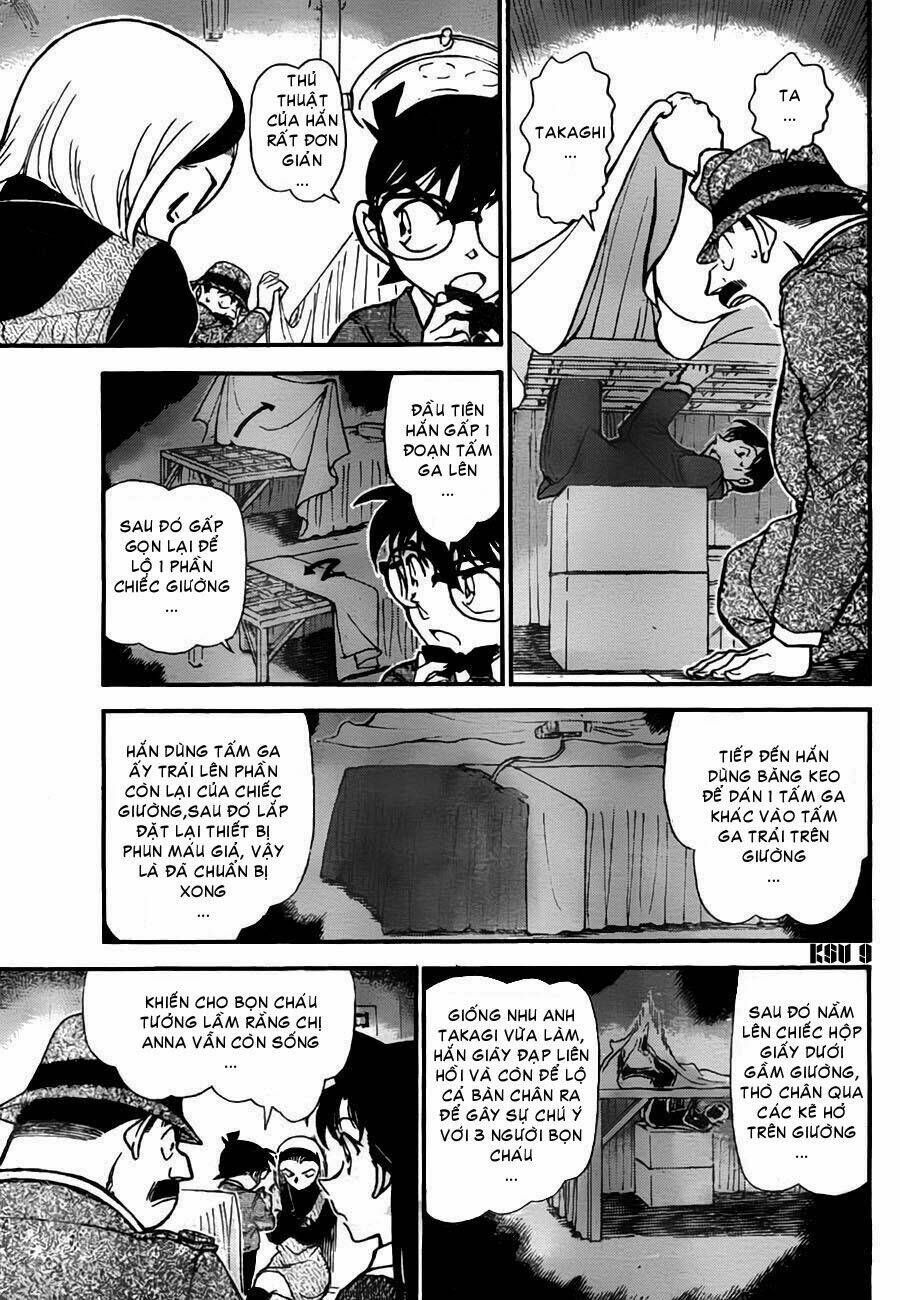 TA
...
TAKAGHI
...
THỦ
THUẬT
CỦA HẮN
RẤT ĐƠN
GIẢN
...
ĐẦU TIÊN
HẮN GẤP 1
ĐOẠN TẤM
GA LÊN
...
SAU ĐÓ GẤP
GỌN LẠI ĐỂ
LỘ 1 PHẦN
CHIẾC GIƯỜNG
...
TIẾP ĐẾN HẮN
DÙNG BĂNG KEO
ĐỂ DÁN 1 TẤM GA
KHÁC VÀO TẤM
GA TRẢI TRÊN
GIƯỜNG
...
HẮN DÙNG TẤM GA
ẤY TRẢI LÊN PHẦN
CÒN LẠI CỦA CHIẾC
GIƯỜNG,SAU ĐÓ LẮP
ĐẶT LẠI THIẾT BỊ
PHUN MÁU GIẢ, VẬY
LÀ ĐÃ CHUẨN BỊ
XONG
...
KSU 9
SAU ĐÓ NẰM
LÊN CHIẾC HỘP
GIẤY DƯỚI
GẦM GIƯỜNG,
THÒ CHÂN QUA
CÁC KẼ HỞ
TRÊN GIƯỜNG
...
GIỐNG NHƯ ANH
TAKAGI VỪA LÀM,
HẮN GIÃY ĐẠP LIÊN
HỒI VÀ CÒN ĐỂ LỘ
CẢ BÀN CHÂN RA
ĐỂ GÂY SỰ CHÚ Ý
VỚI 3 NGƯỜI BỌN
CHÁU
...
KHIẾN CHO BỌN CHÁU
TƯỞNG LẦM RẰNG CHỊ
ANNA VẪN CÒN SỐNG
...